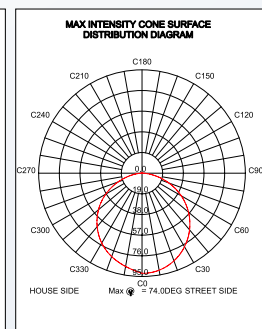 MAX INTENSITY CONE SURFACE
DISTRIBUTION DIAGRAM
C180
C210
C150
C240
C120
C270
C90
0.0
19.0
38.0
57.0
76.0
95.0
C300
C60
C330
C30
C0
HOUSE SIDE
Max = 74.0DEG STREET SIDE